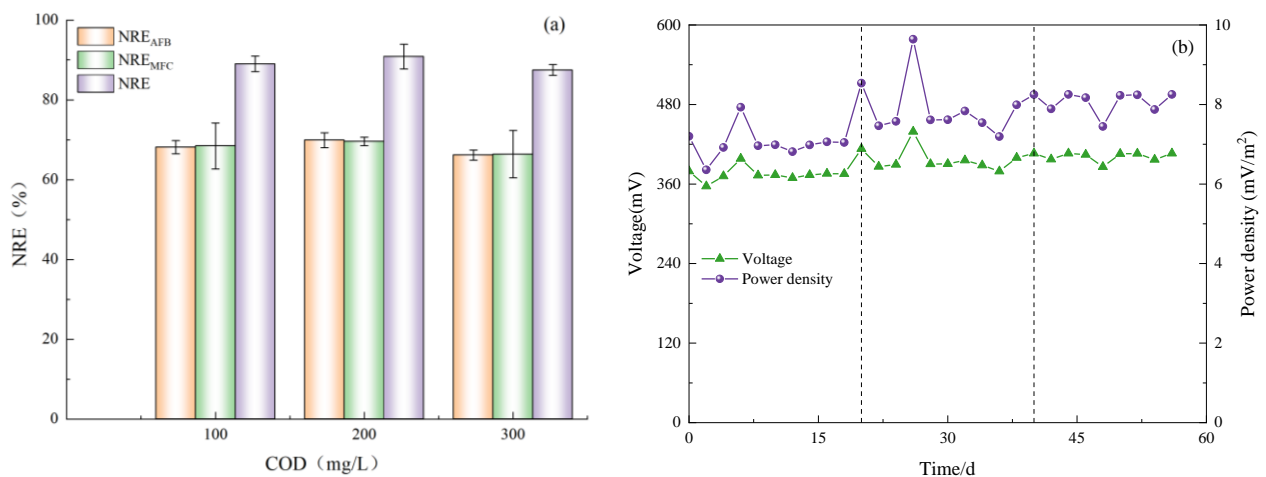 (a)
NRE_AFB
NRE_MFC
NRE
100
80
60
40
20
0
NRE（%）
100
200
300
COD（mg/L）
(b)
600
480
360
240
120
0
Voltage(mV)
Voltage
Power density
10
8
6
4
2
0
Power density (mV/m²)
0
15
30
45
60
Time/d